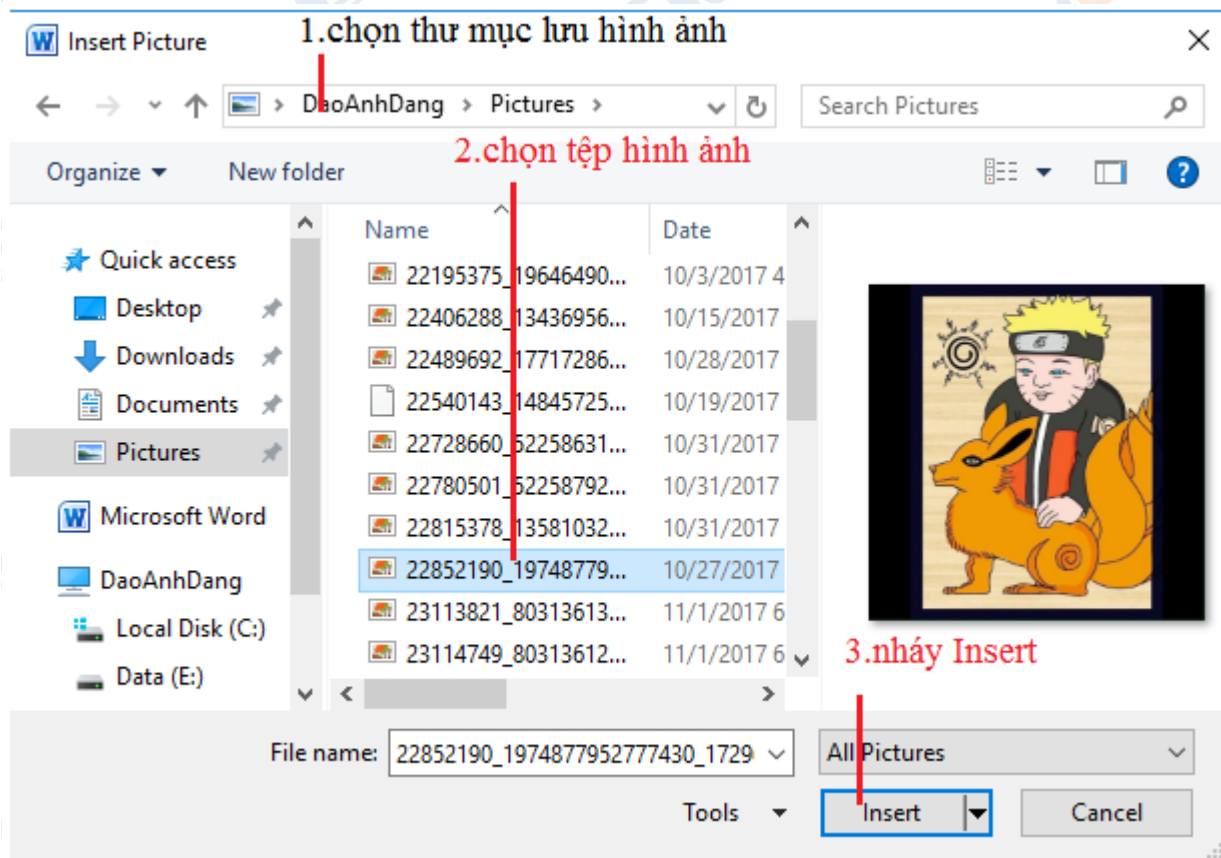 1.chọn thư mục lưu hình ảnh
Insert Picture
DaoAnhDang > Pictures >
Search Pictures
2.chọn tệp hình ảnh
Organize
New folder
Name
Date
Quick access
Desktop
Downloads
Documents
Pictures
Microsoft Word
DaoAnhDang
Local Disk (C:)
Data (E:)
22195375_19646490... 10/3/2017 4
22406288_13436956... 10/15/2017
22489692_17717286... 10/28/2017
22540143_14845725... 10/19/2017
22728660_52258631... 10/31/2017
22780501_52258792... 10/31/2017
22815378_13581032... 10/31/2017
22852190_19748779... 10/27/2017
23113821_80313613... 11/1/2017 6
23114749_80313612... 11/1/2017 6
3.nháy Insert
File name: 22852190_1974877952777430_1729
All Pictures
Tools
Insert
Cancel